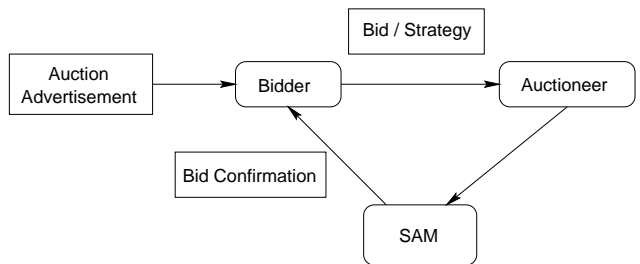 Bid / Strategy
Auction
Advertisement
Bidder
Auctioneer
Bid Confirmation
SAM